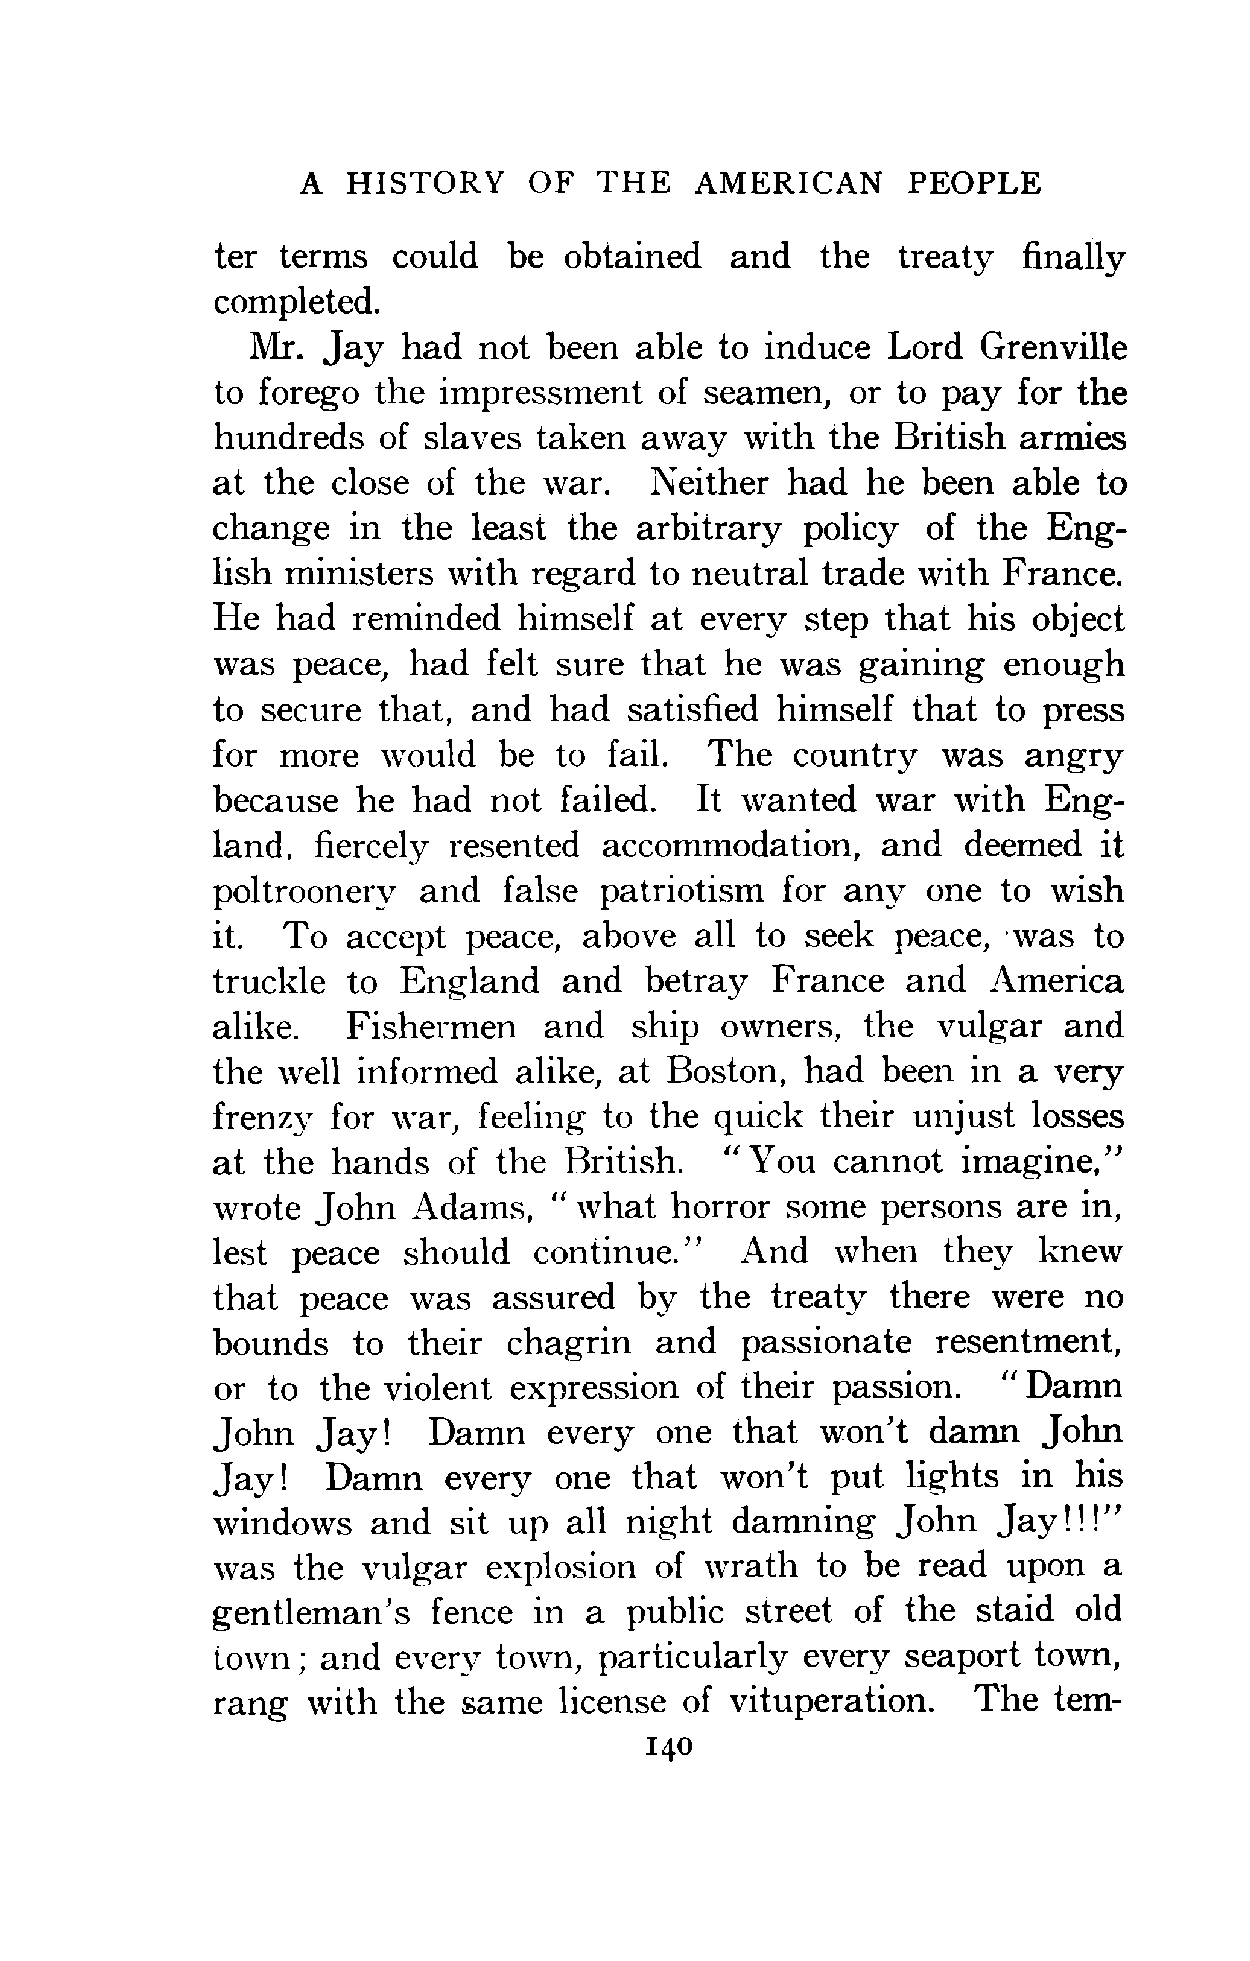 A HISTORY OF THE AMERICAN PEOPLE
ter terms could be obtained and the treaty finally
completed.
Mr. Jay had not been able to induce Lord Grenville
to forego the impressment of seamen, or to pay for the
hundreds of slaves taken away with the British armies
at the close of the war. Neither had he been able to
change in the least the arbitrary policy of the Eng-
lish ministers with regard to neutral trade with France.
He had reminded himself at every step that his object
was peace, had felt sure that he was gaining enough
to secure that, and had satisfied himself that to press
for more would be to fail. The country was angry
because he had not failed. It wanted war with Eng-
land, fiercely resented accommodation, and deemed it
poltroonery and false patriotism for any one to wish
it. To accept peace, above all to seek peace, was to
truckle to England and betray France and America
alike. Fishermen and ship owners, the vulgar and
the well informed alike, at Boston, had been in a very
frenzy for war, feeling to the quick their unjust losses
at the hands of the British. "You cannot imagine,"
wrote John Adams, "what horror some persons are in,
lest peace should continue." And when they knew
that peace was assured by the treaty there were no
bounds to their chagrin and passionate resentment,
or to the violent expression of their passion. "Damn
John Jay! Damn every one that won't damn John
Jay! Damn every one that won't put lights in his
windows and sit up all night damning John Jay!!!"
was the vulgar explosion of wrath to be read upon a
gentleman's fence in a public street of the staid old
town; and every town, particularly every seaport town,
rang with the same license of vituperation. The tem-
140